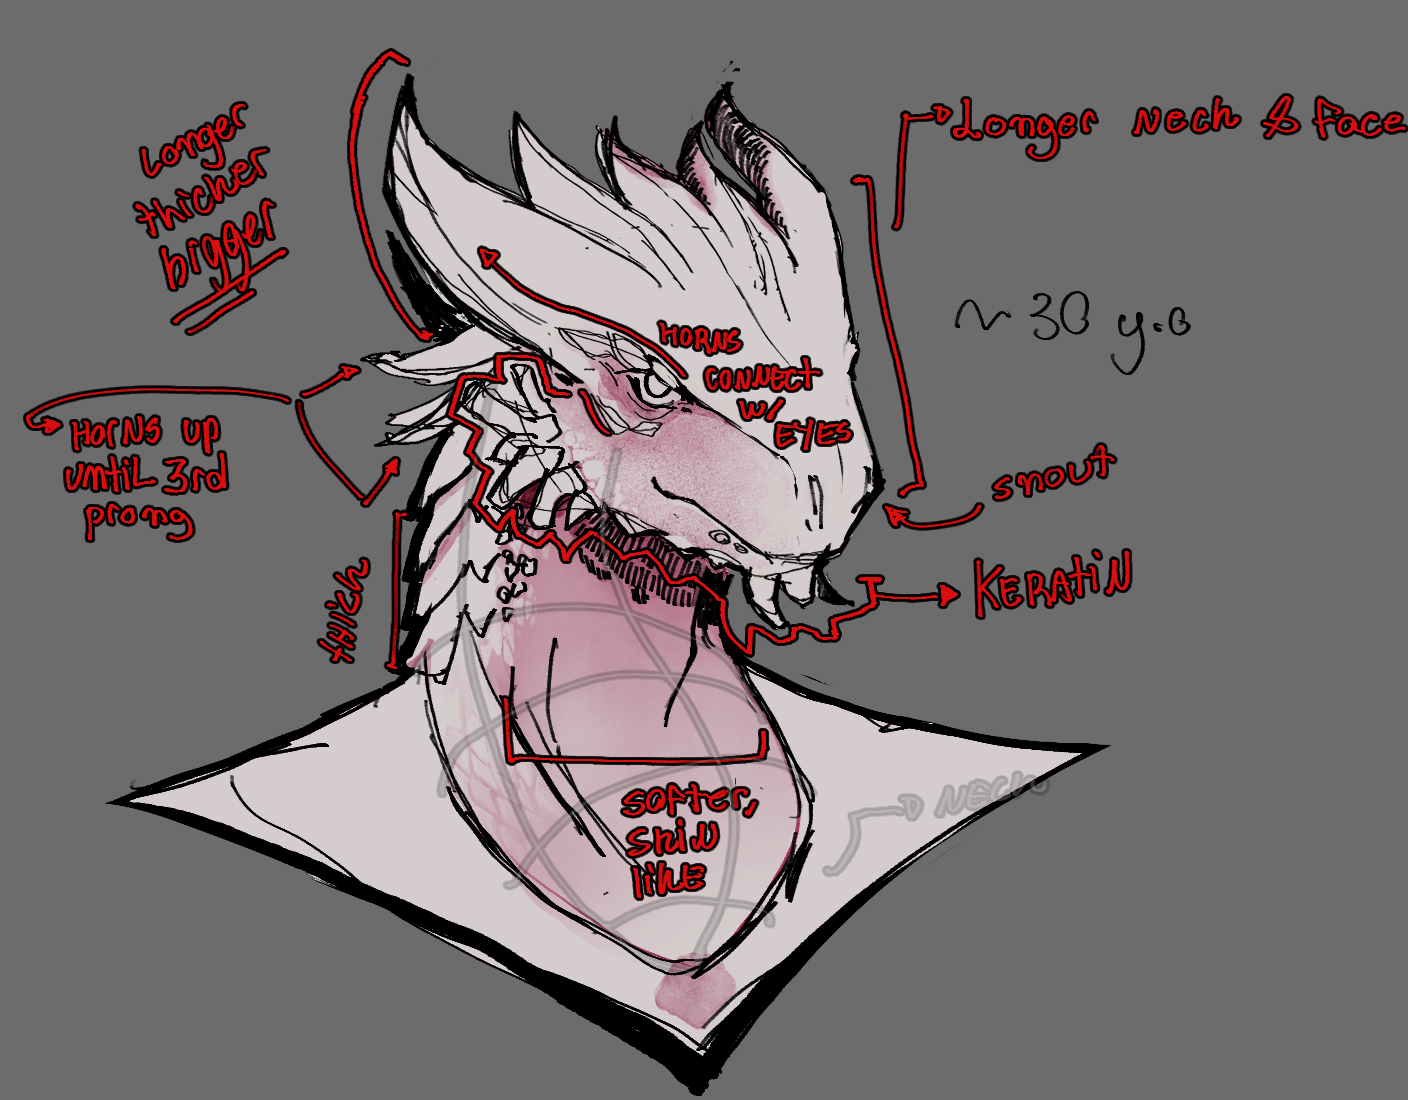 Longer Neck & Face
Longer
thicker
bigger
~ 30 y.o
HORNS
CONNECT
w/
EYES
HORNS UP
UNTIL 3rd
prong
SNOUT
KERATIN
THICK
NECK
SOFTER,
SKIN
LIKE